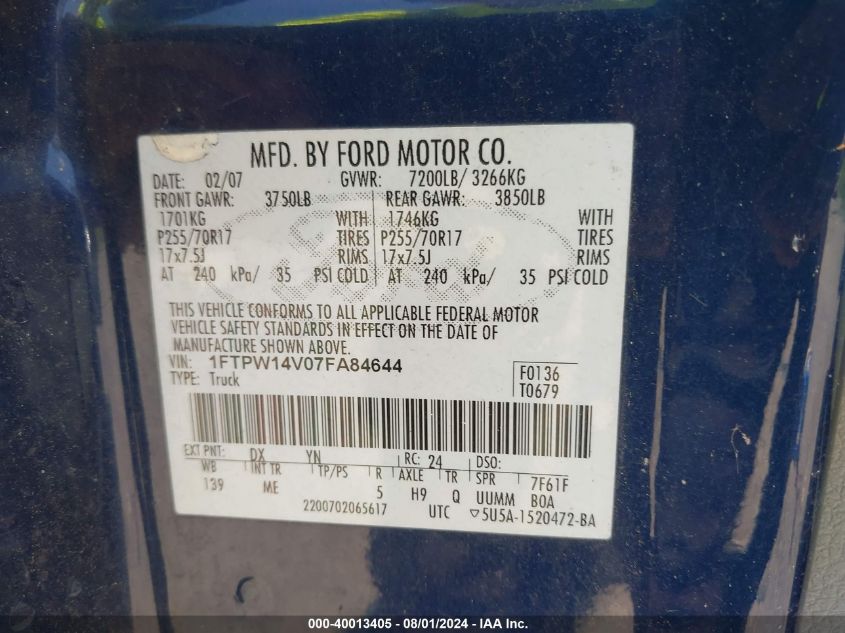 MFD. BY FORD MOTOR CO.
DATE: 02/07 GVWR: 7200LB/ 3266KG
FRONT GAWR: 3750LB REAR GAWR: 3850LB
1701KG WITH 1746KG WITH
P255/70R17 TIRES P255/70R17 TIRES
17x7.5J RIMS 17x7.5J RIMS
AT 240 kPa/ 35 PSI COLD AT 240 kPa/ 35 PSI COLD
THIS VEHICLE CONFORMS TO ALL APPLICABLE FEDERAL MOTOR
VEHICLE SAFETY STANDARDS IN EFFECT ON THE DATE OF
MANUFACTURE SHOWN ABOVE.
VIN: 1FTPW14V07FA84644
TYPE: Truck
F0136
T0679
EXT PNT: DX YN RC: 24 DSO:
WB INT TR TP/PS R AXLE TR SPR 7F61F
139 ME 5 H9 Q UUMM BOA
2200702065617 UTC ▽5U5A-1520472-BA
000-40013405 - 08/01/2024 - IAA Inc.